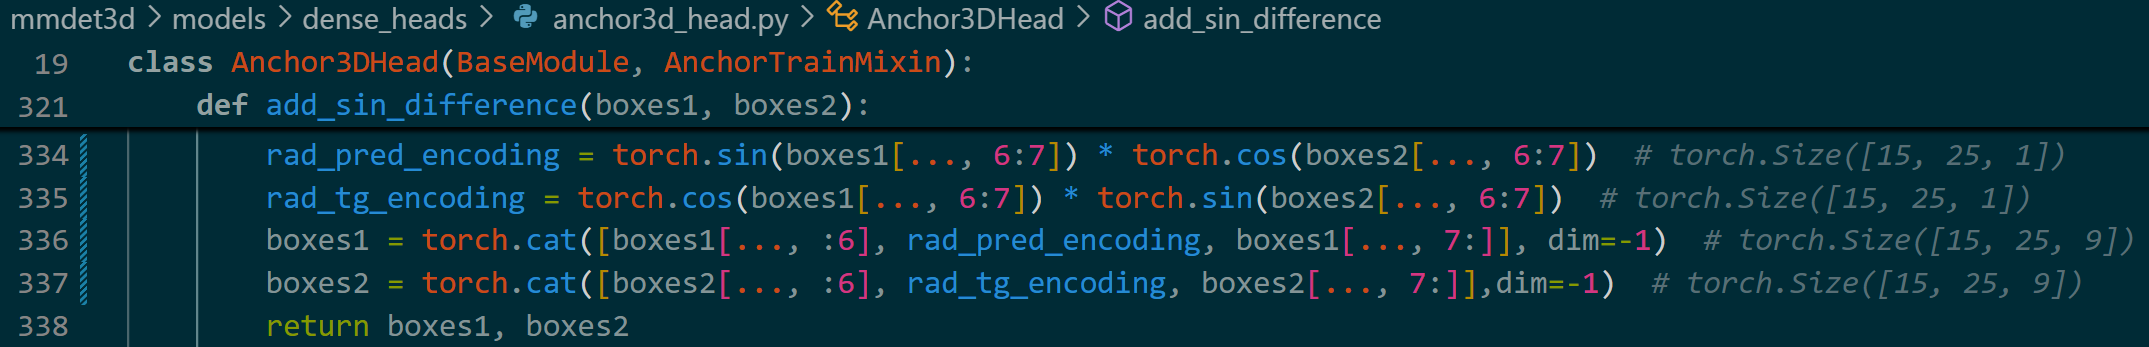 mmdet3d > models > dense_heads > anchor3d_head.py > Anchor3DHead > add_sin_difference
19 class Anchor3DHead(BaseModule, AnchorTrainMixin):
321 def add_sin_difference(boxes1, boxes2):
334 rad_pred_encoding = torch.sin(boxes1[..., 6:7]) * torch.cos(boxes2[..., 6:7])  # torch.Size([15, 25, 1])
335 rad_tg_encoding = torch.cos(boxes1[..., 6:7]) * torch.sin(boxes2[..., 6:7])  # torch.Size([15, 25, 1])
336 boxes1 = torch.cat([boxes1[..., :6], rad_pred_encoding, boxes1[..., 7:]], dim=-1)  # torch.Size([15, 25, 9])
337 boxes2 = torch.cat([boxes2[..., :6], rad_tg_encoding, boxes2[..., 7:]],dim=-1)  # torch.Size([15, 25, 9])
338 return boxes1, boxes2